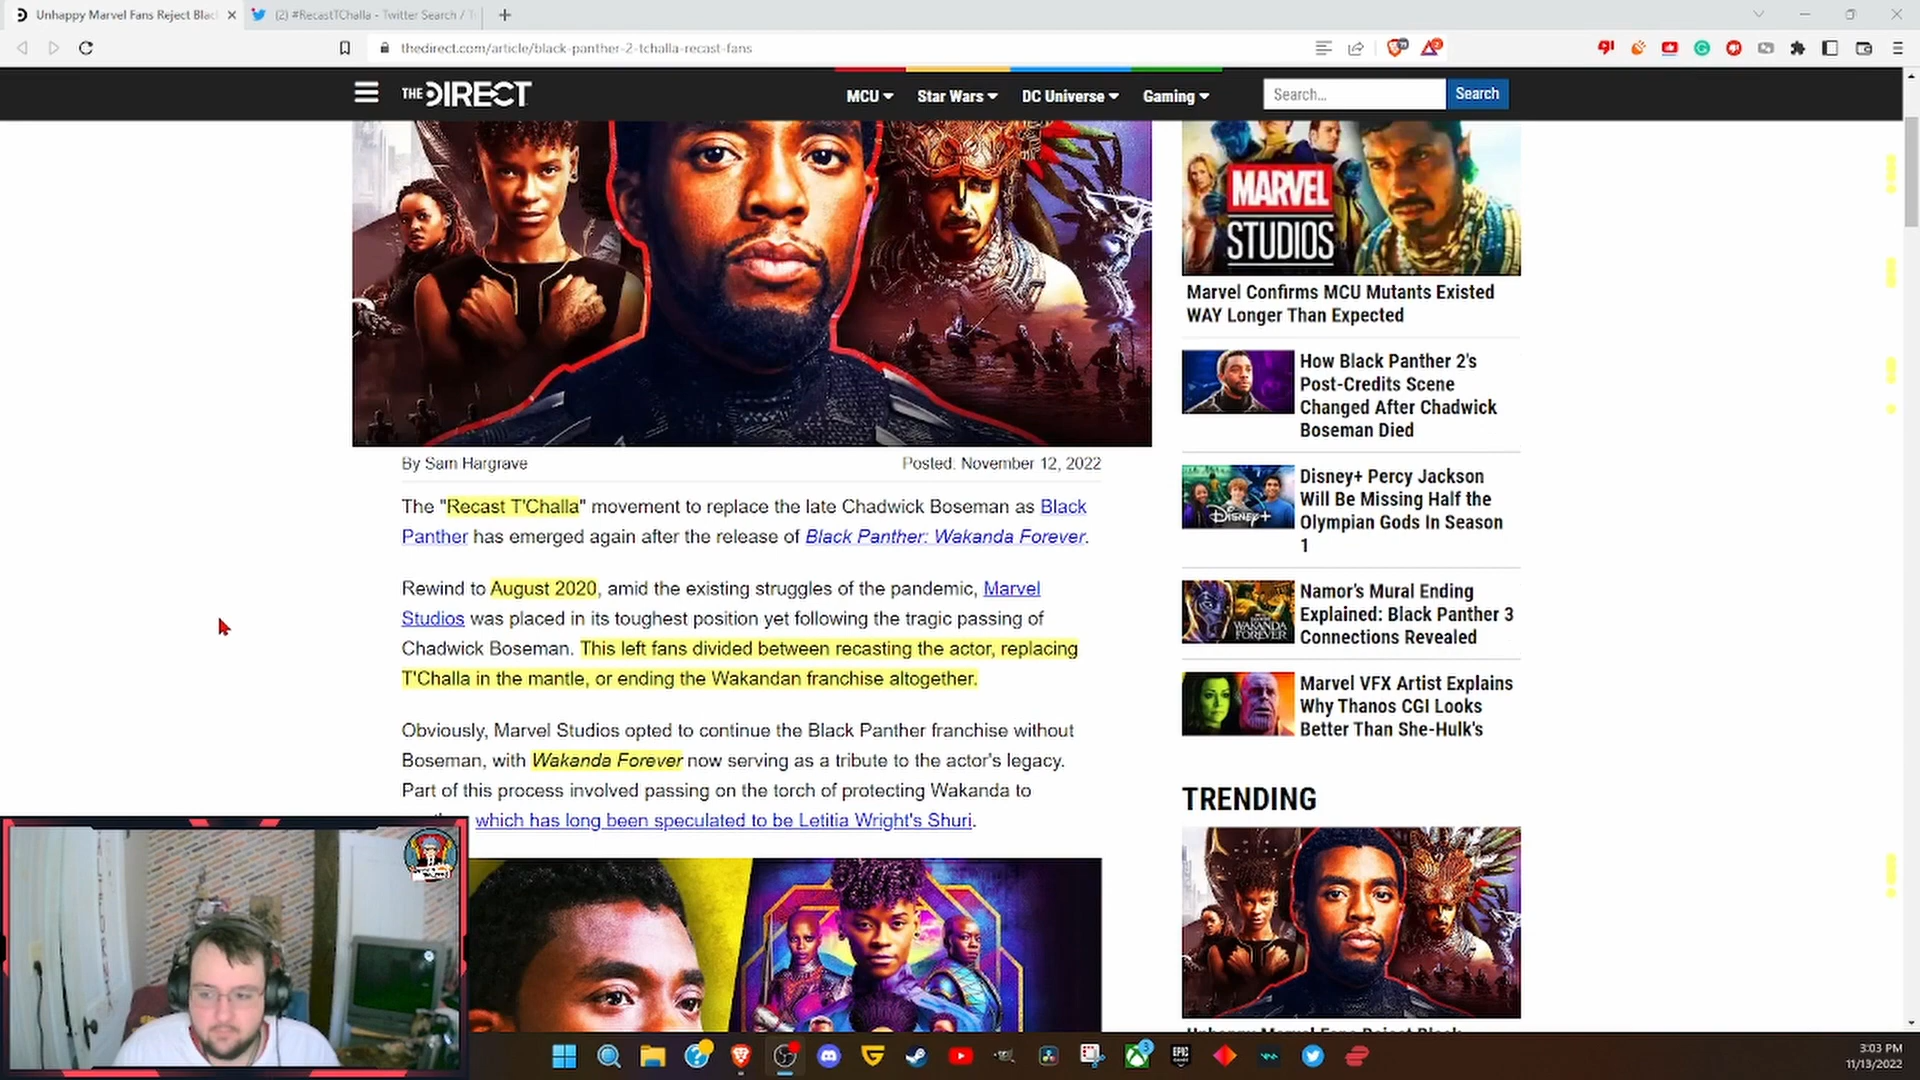 Unhappy Marvel Fans Reject Blac
(2) #RecastTChalla - Twitter Search / T
thedirect.com/article/black-panther-2-tchalla-recast-fans
THE DIRECT
MCU
Star Wars
DC Universe
Gaming
Search...
Search
By Sam Hargrave
Posted: November 12, 2022
The "Recast T'Challa" movement to replace the late Chadwick Boseman as Black
Panther has emerged again after the release of Black Panther: Wakanda Forever.
Rewind to August 2020, amid the existing struggles of the pandemic, Marvel
Studios was placed in its toughest position yet following the tragic passing of
Chadwick Boseman. This left fans divided between recasting the actor, replacing
T'Challa in the mantle, or ending the Wakandan franchise altogether.
Obviously, Marvel Studios opted to continue the Black Panther franchise without
Boseman, with Wakanda Forever now serving as a tribute to the actor's legacy.
Part of this process involved passing on the torch of protecting Wakanda to
which has long been speculated to be Letitia Wright's Shuri.
MARVEL
STUDIOS
Marvel Confirms MCU Mutants Existed
WAY Longer Than Expected
How Black Panther 2's
Post-Credits Scene
Changed After Chadwick
Boseman Died
Disney+
Disney+ Percy Jackson
Will Be Missing Half the
Olympian Gods In Season
1
WAKANDA
FOREVER
Namor's Mural Ending
Explained: Black Panther 3
Connections Revealed
Marvel VFX Artist Explains
Why Thanos CGI Looks
Better Than She-Hulk's
TRENDING
Unhappy Marvel Fans Reject Black
EPIC
3
3:03 PM
11/13/2022